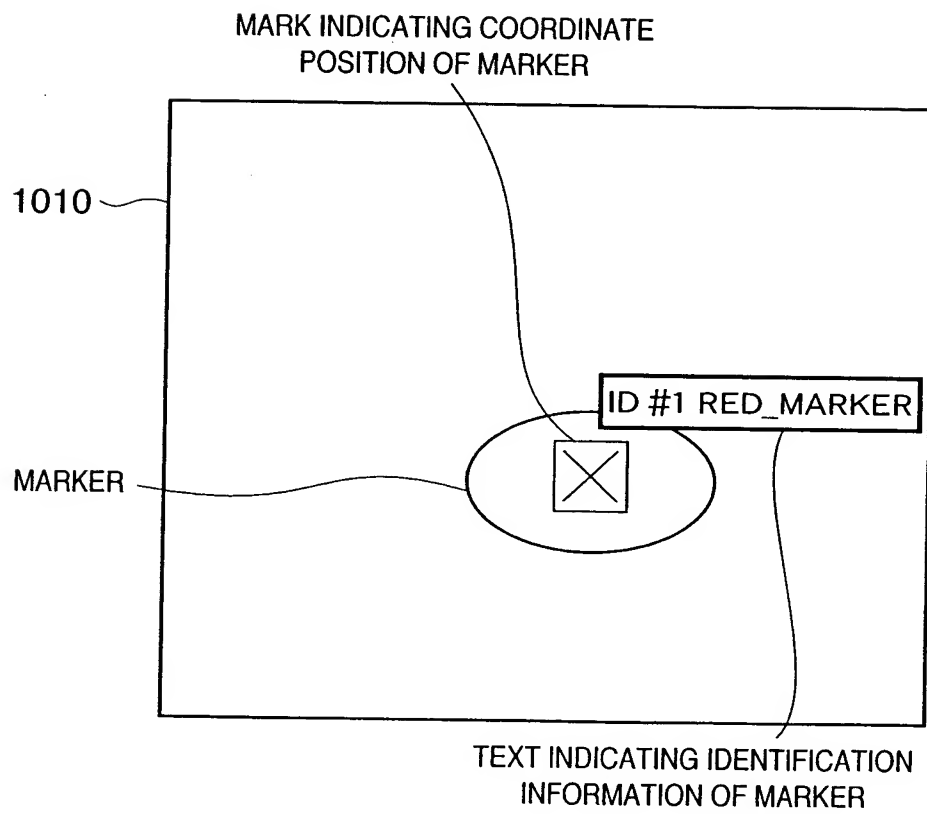 MARK INDICATING COORDINATE
POSITION OF MARKER
1010
ID #1 RED_MARKER
MARKER
TEXT INDICATING IDENTIFICATION
INFORMATION OF MARKER